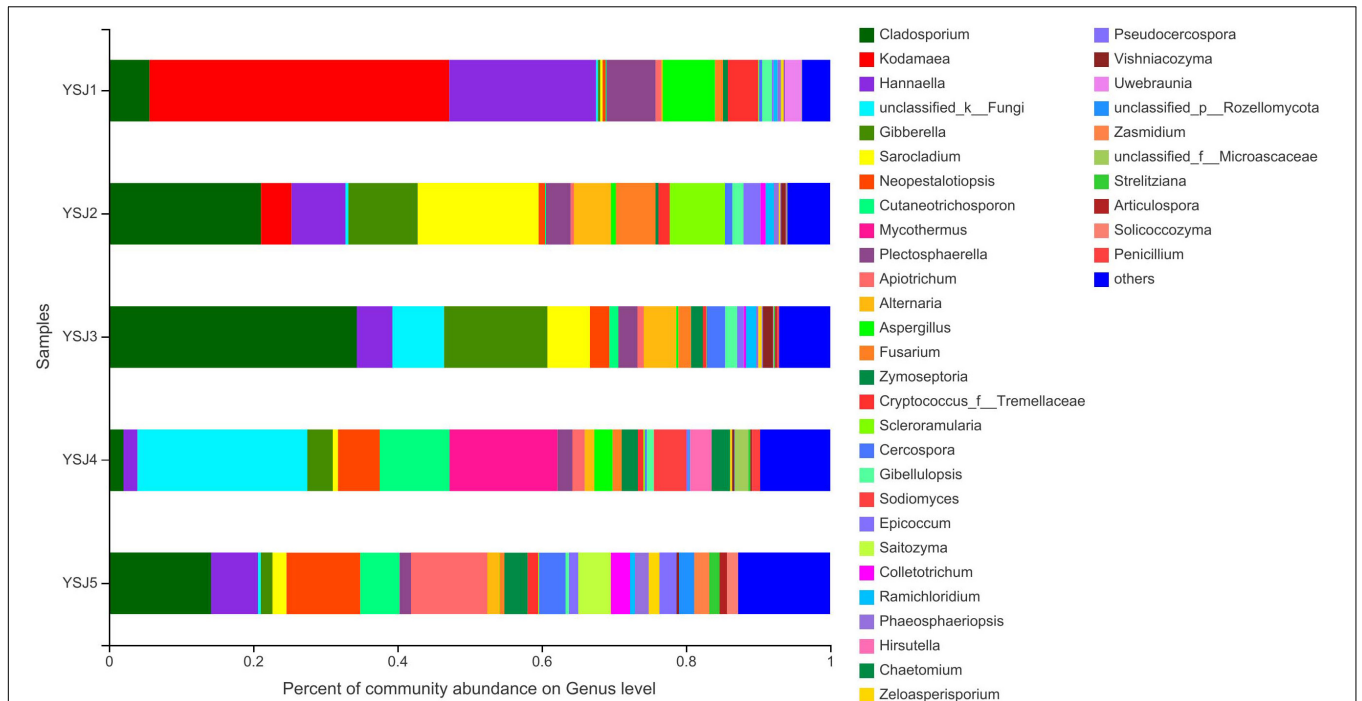 YSJ1
YSJ2
YSJ3
YSJ4
YSJ5
Samples
0
0.2
0.4
0.6
0.8
1
Percent of community abundance on Genus level
Cladosporium
Kodamaea
Hannaella
unclassified_k__Fungi
Gibberella
Sarocladium
Neopestalotiopsis
Cutaneotrichosporon
Mycothermus
Plectosphaerella
Apiotrichum
Alternaria
Aspergillus
Fusarium
Zymoseptoria
Cryptococcus_f__Tremellaceae
Scleroramularia
Cercospora
Gibellulopsis
Sodiomyces
Epicoccum
Saitozyma
Colletotrichum
Ramichloridium
Phaeosphaeriopsis
Hirsutella
Chaetomium
Zeloasperisporium
Pseudocercospora
Vishniacozyma
Uwebraunia
unclassified_p__Rozellomycota
Zasmidium
unclassified_f__Microascaceae
Strelitziana
Articulospora
Solicoccozyma
Penicillium
others